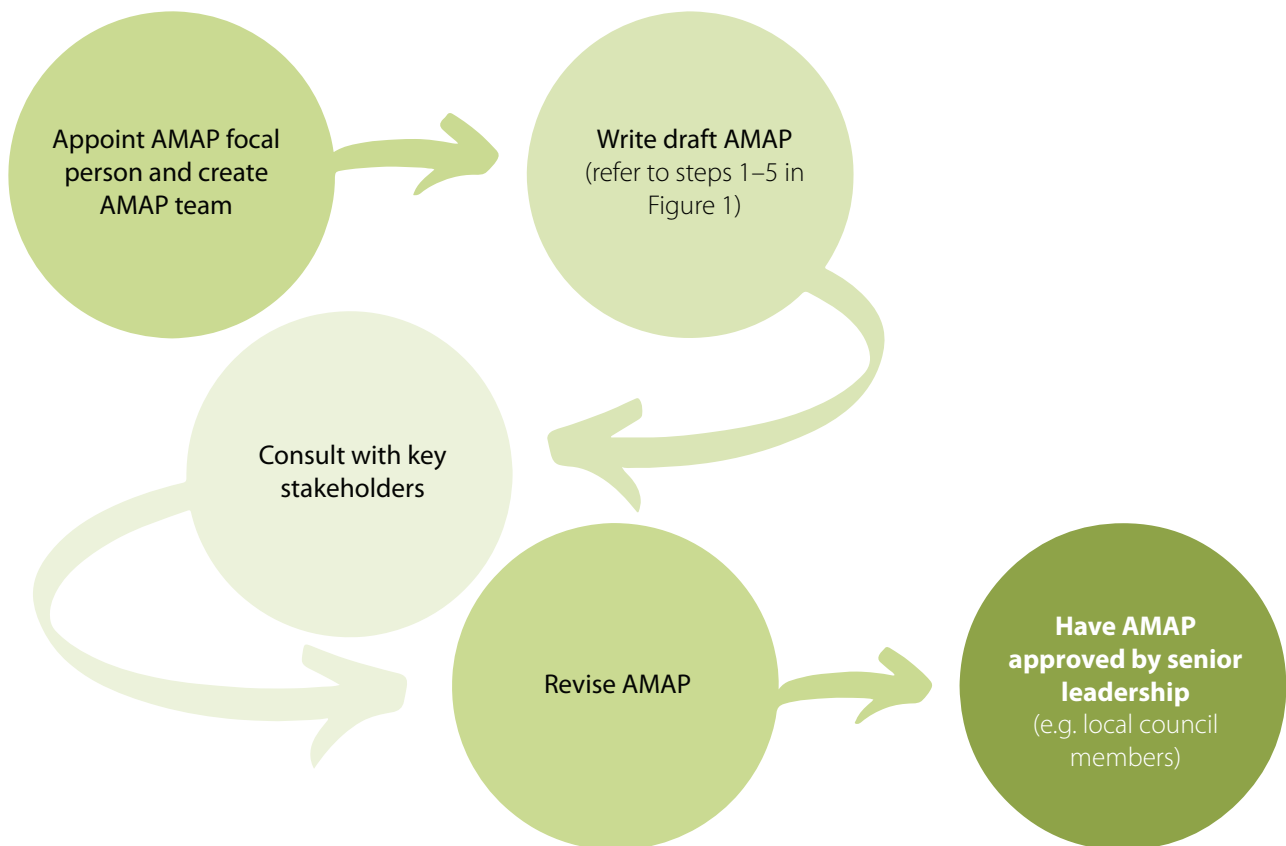 Appoint AMAP focal
person and create
AMAP team
Write draft AMAP
(refer to steps 1–5 in
Figure 1)
Consult with key
stakeholders
Revise AMAP
Have AMAP
approved by senior
leadership
(e.g. local council
members)